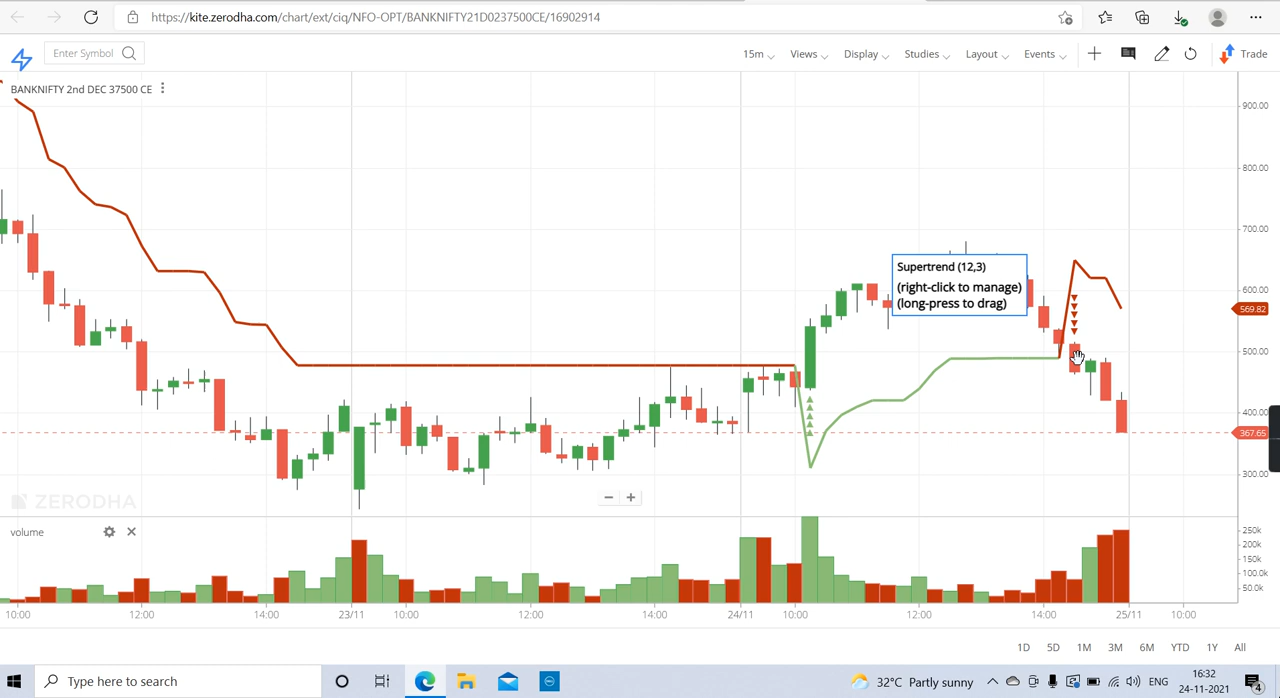 https://kite.zerodha.com/chart/ext/ciq/NFO-OPT/BANKNIFTY21D0237500CE/16902914
Enter Symbol 15m Views Display Studies Layout Events Trade
BANKNIFTY 2nd DEC 37500 CE
900.00
800.00
700.00
Supertrend (12,3)
(right-click to manage)
(long-press to drag)
600.00
569.82
500.00
400.00
367.65
300.00
ZERODHA
volume
250k
200k
150k
100.0k
50.0k
10:00 12:00 14:00 23/11 10:00 12:00 14:00 24/11 10:00 12:00 14:00 25/11 10:00
1D 5D 1M 3M 6M YTD 1Y All
Type here to search
32°C Partly sunny
ENG
16:32
24-11-2021
4